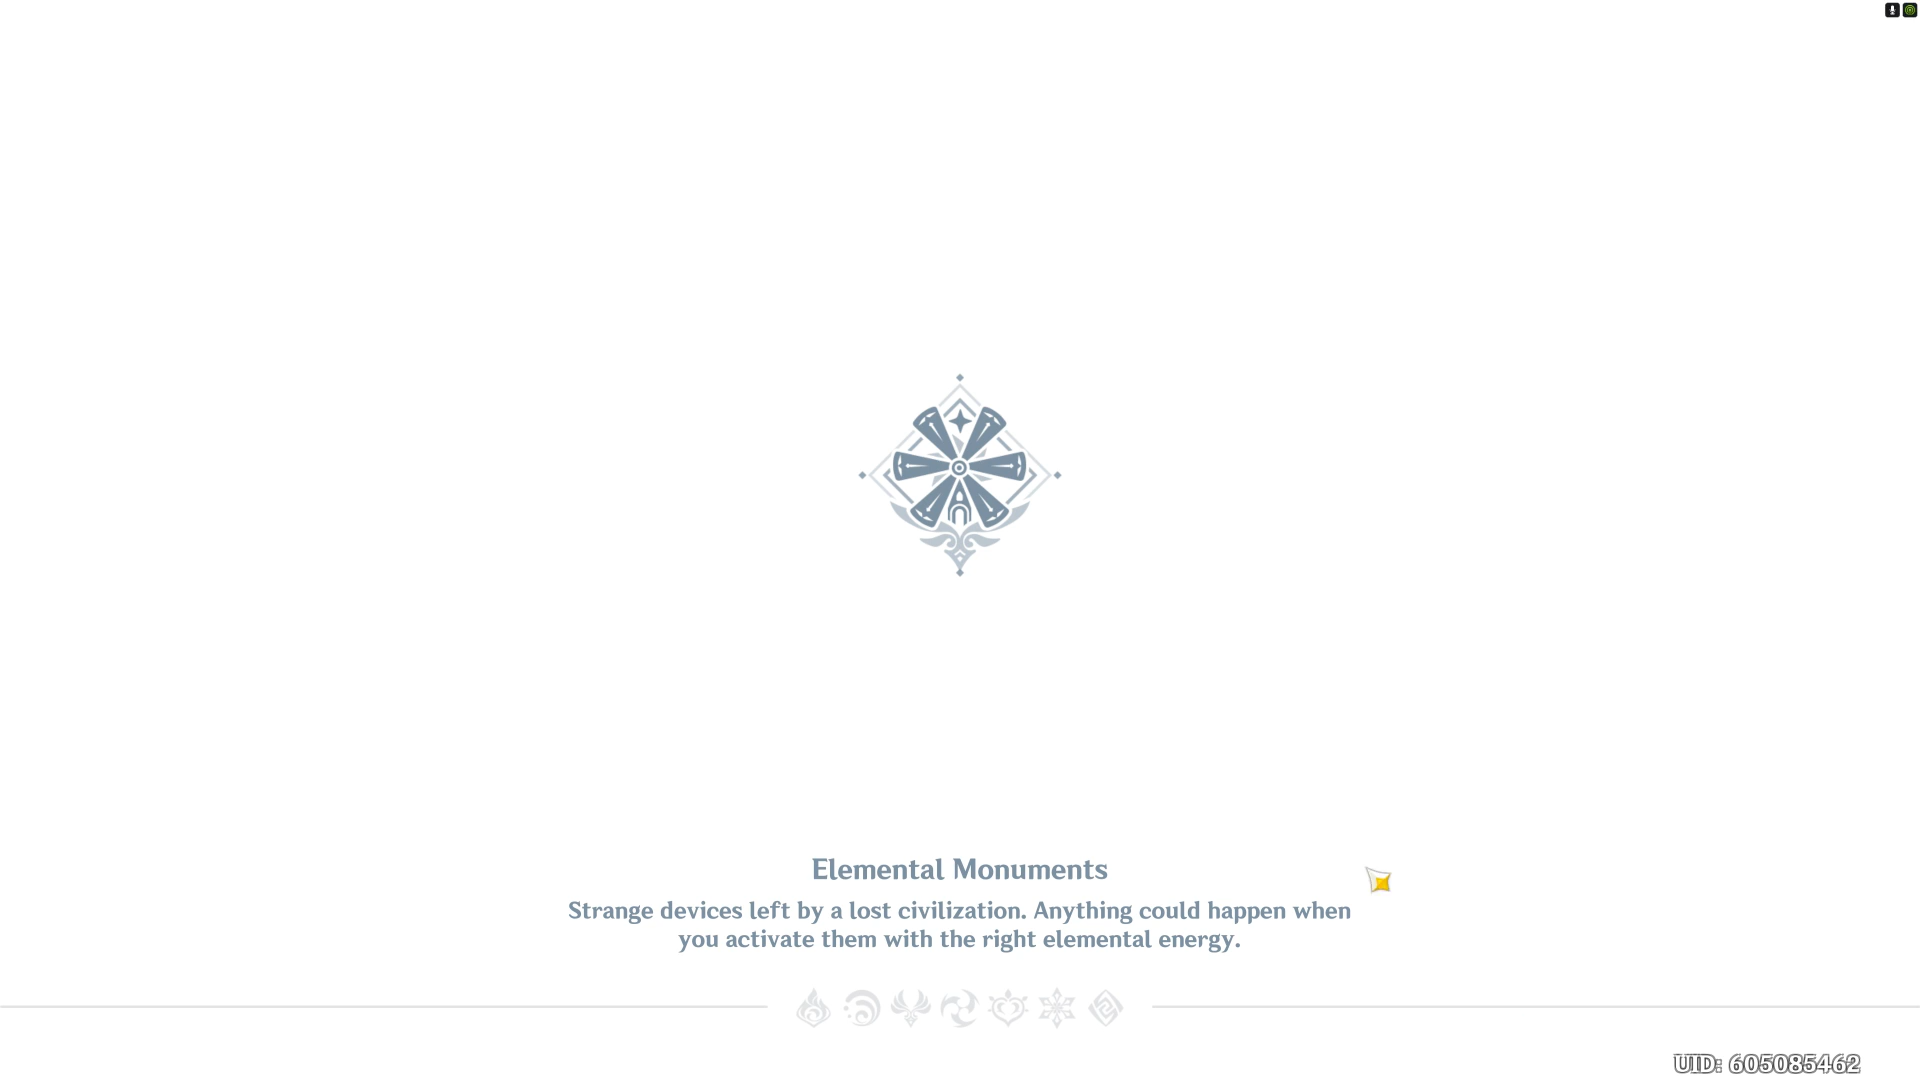 Elemental Monuments
Strange devices left by a lost civilization. Anything could happen when
you activate them with the right elemental energy.
UID: 605085462